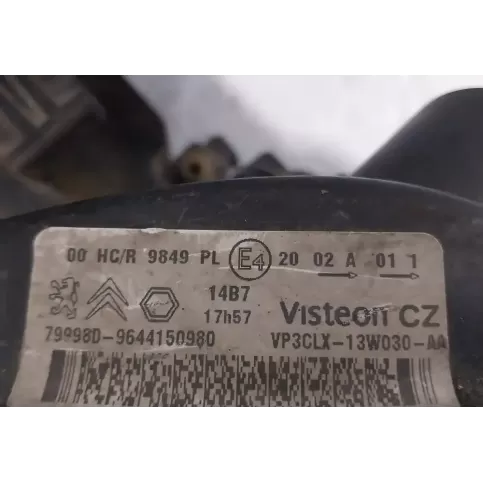 00 HC/R 9849 PL E4 20 02 A 01 1
14B7
17h57 Visteon CZ
79998D-9644150980 VP3CLX-13W030-AA